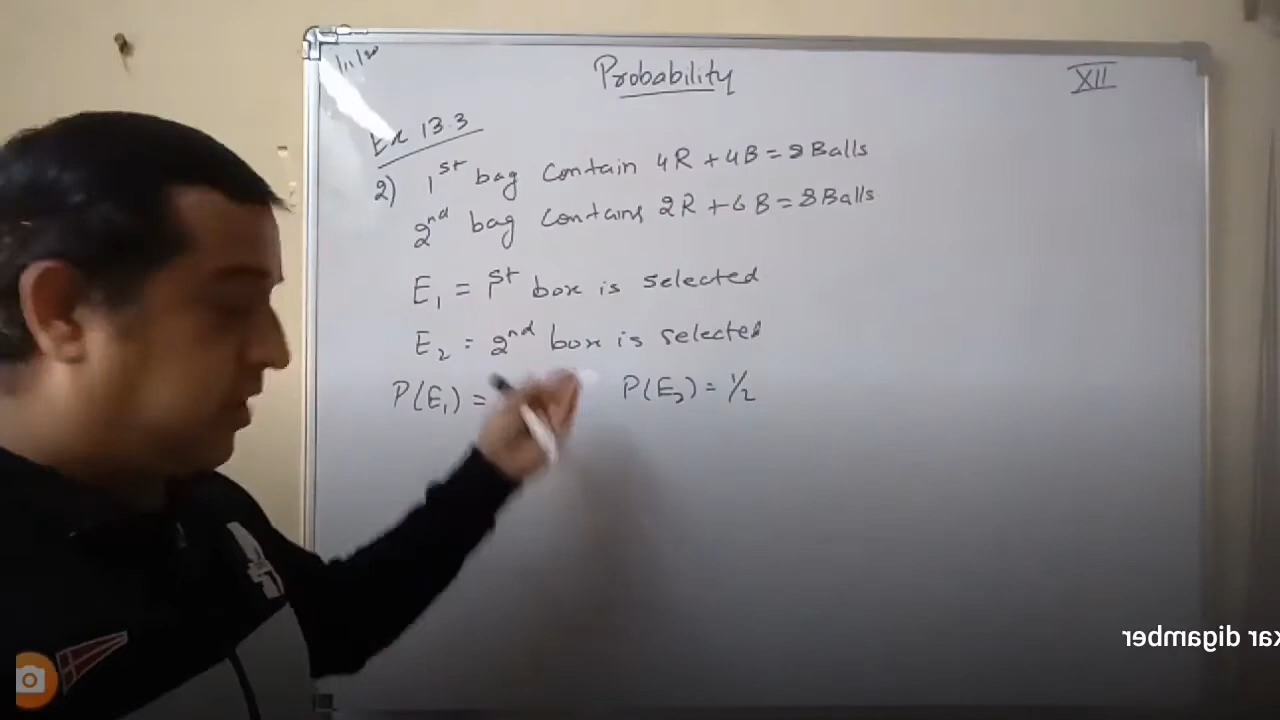 Probability
XII
Ex 13.3
2) 1st bag contain 4R + 4B = 8 Balls
2nd bag contains 2R + 6B = 8 Balls
E1 = 1st box is selected
E2 = 2nd box is selected
P(E1) = P(E2) = 1/2
kar digamber